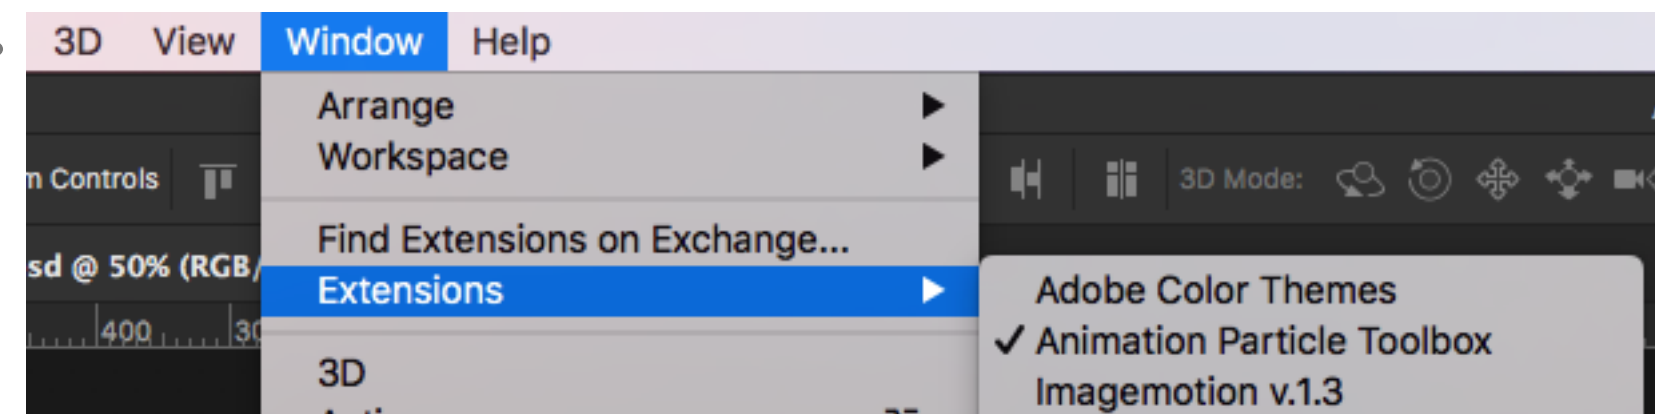 3D View Window Help
Arrange
Workspace
Controls
3D Mode:
Find Extensions on Exchange...
sd @ 50% (RGB/
Extensions
Adobe Color Themes
400 30
✓ Animation Particle Toolbox
3D
Imagemotion v.1.3